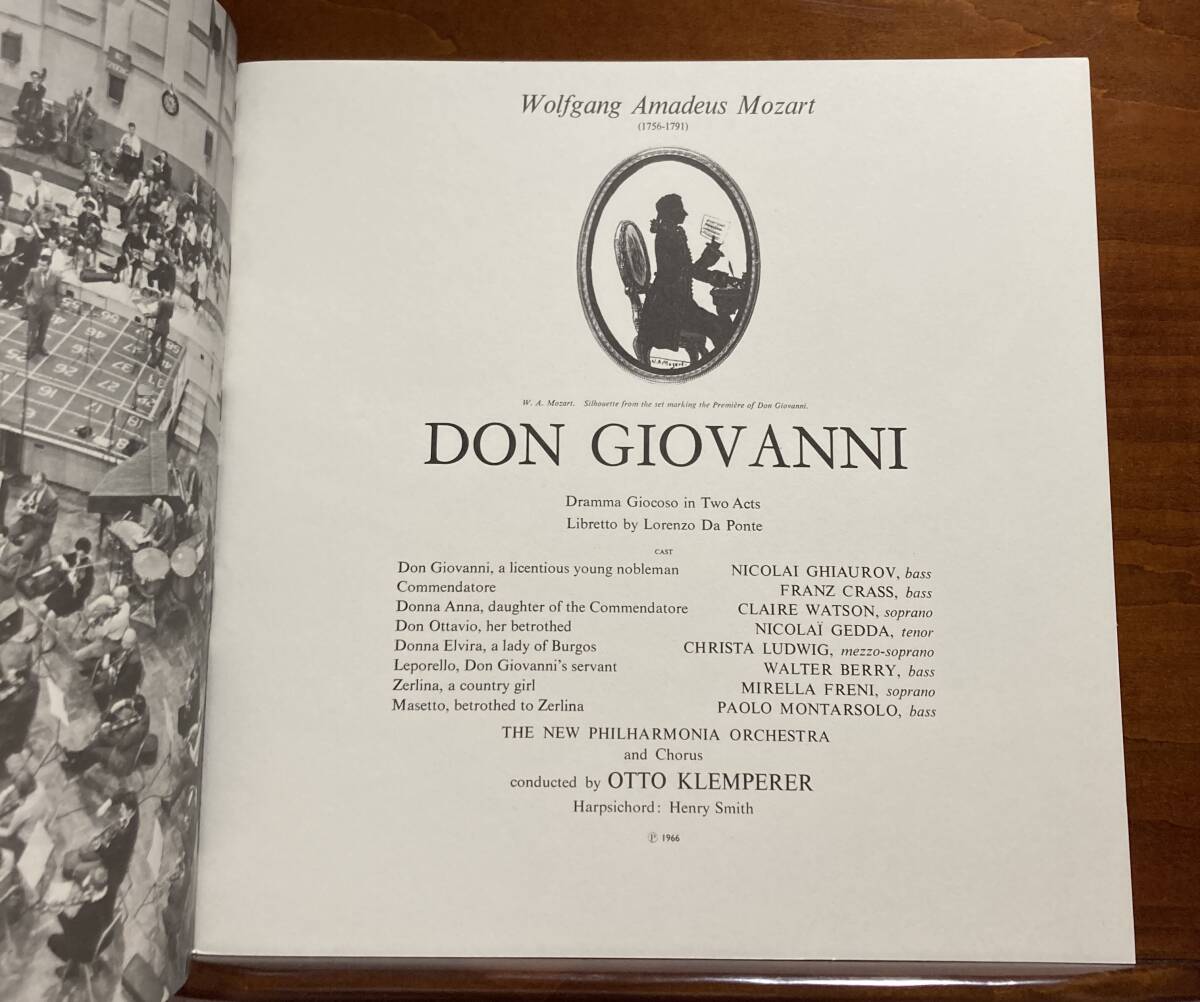 Wolfgang Amadeus Mozart
(1756-1791)
W. A. Mozart
W. A. Mozart. Silhouette from the set marking the Première of Don Giovanni.
DON GIOVANNI
Dramma Giocoso in Two Acts
Libretto by Lorenzo Da Ponte
CAST
Don Giovanni, a licentious young nobleman NICOLAI GHIAUROV, bass
Commendatore FRANZ CRASS, bass
Donna Anna, daughter of the Commendatore CLAIRE WATSON, soprano
Don Ottavio, her betrothed NICOLAÏ GEDDA, tenor
Donna Elvira, a lady of Burgos CHRISTA LUDWIG, mezzo-soprano
Leporello, Don Giovanni's servant WALTER BERRY, bass
Zerlina, a country girl MIRELLA FRENI, soprano
Masetto, betrothed to Zerlina PAOLO MONTARSOLO, bass
THE NEW PHILHARMONIA ORCHESTRA
and Chorus
conducted by OTTO KLEMPERER
Harpsichord: Henry Smith
℗ 1966